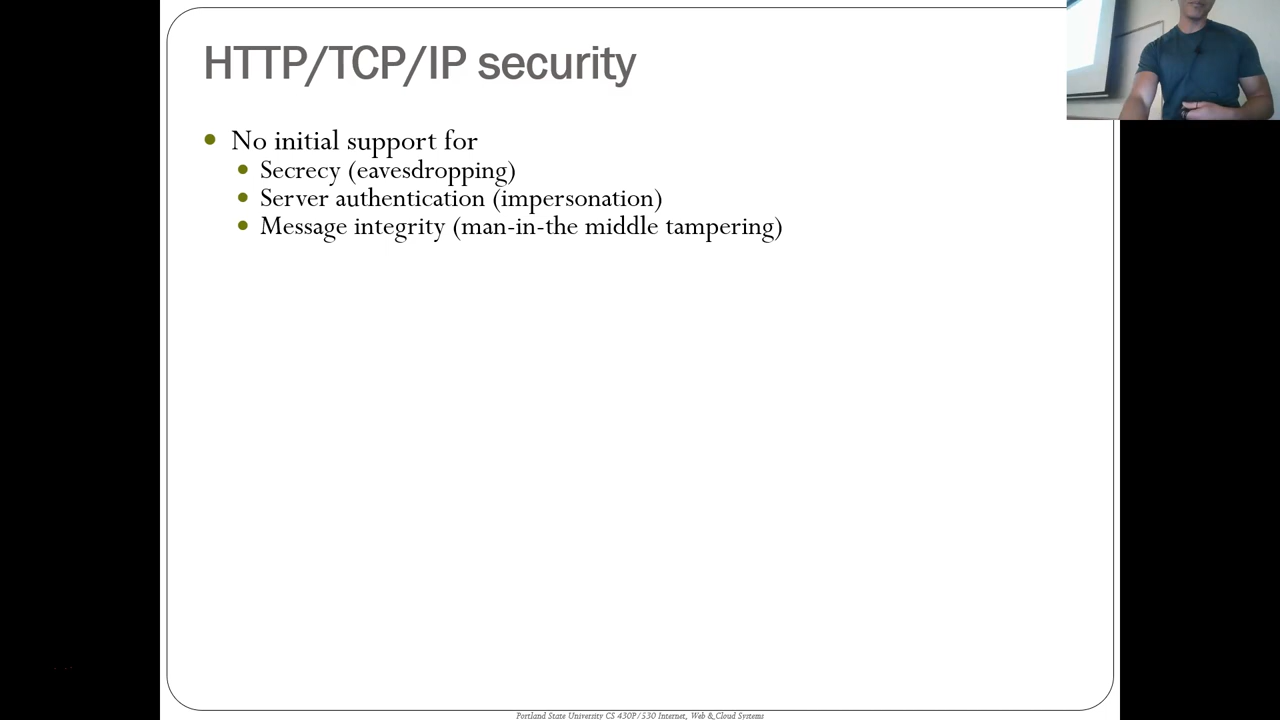 HTTP/TCP/IP security
No initial support for
Secrecy (eavesdropping)
Server authentication (impersonation)
Message integrity (man-in-the middle tampering)
Portland State University CS 430P/530 Internet, Web & Cloud Systems